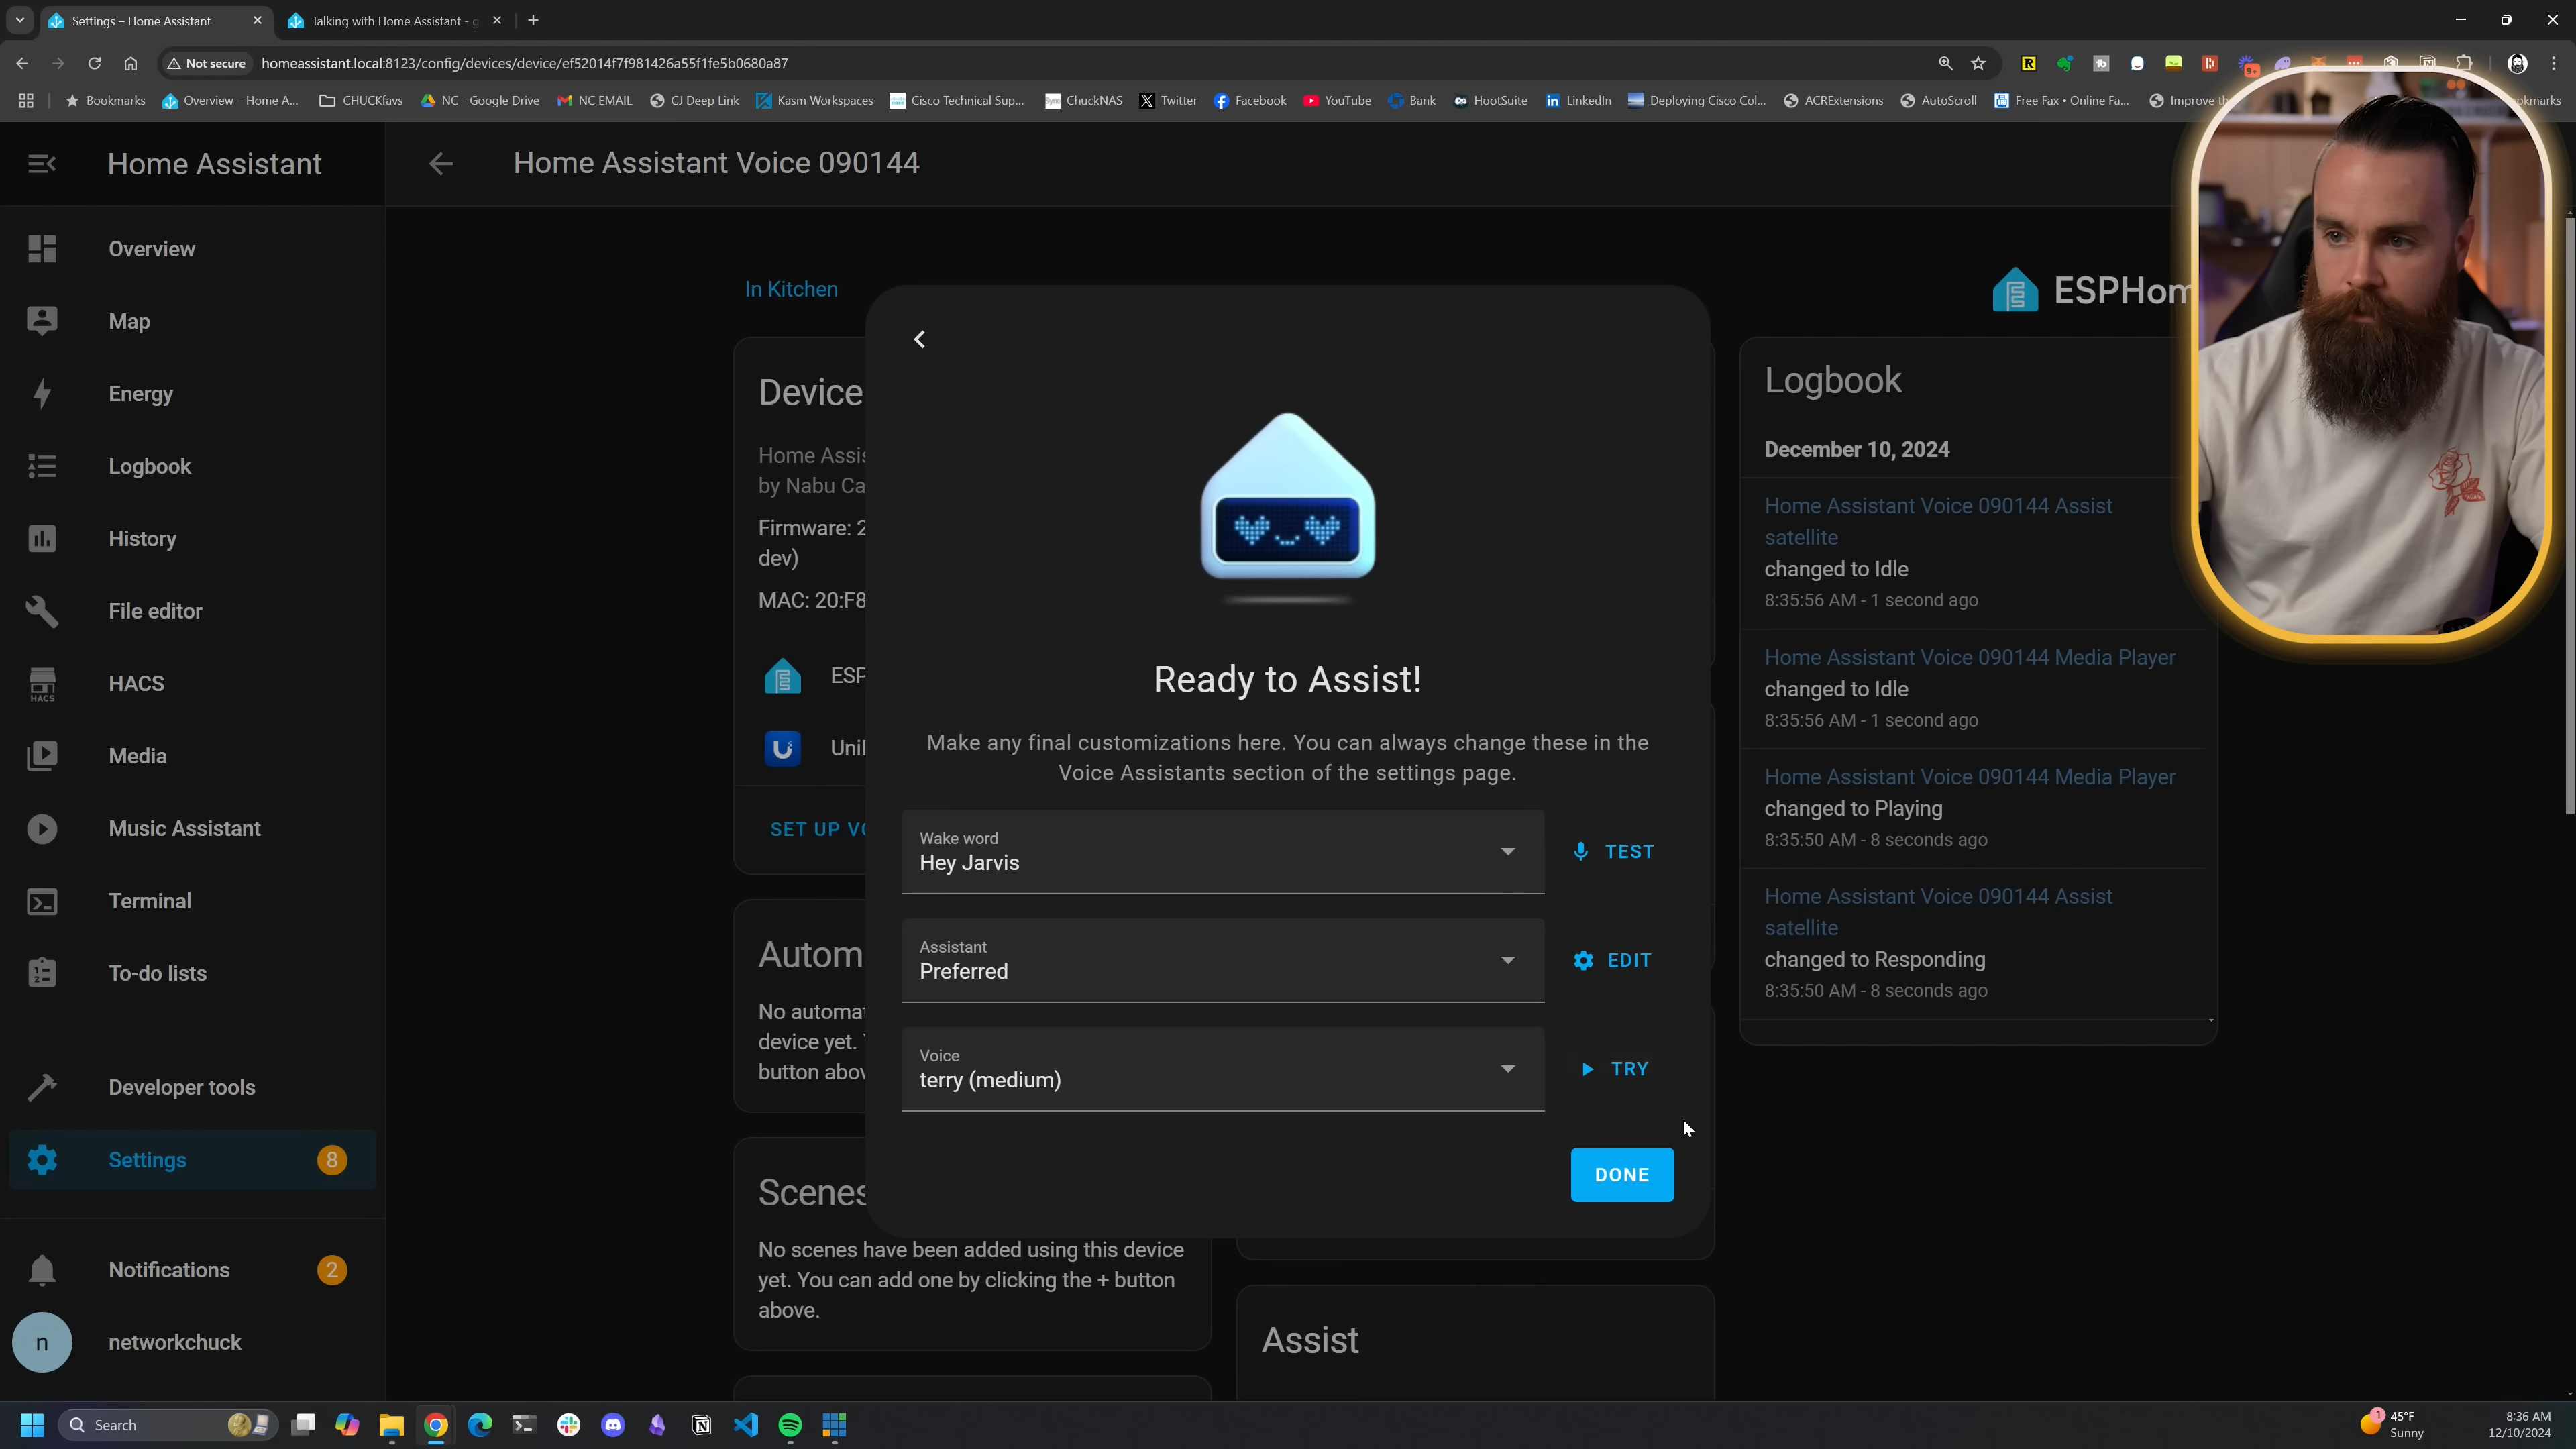 Settings – Home Assistant
Talking with Home Assistant - g
Not secure
homeassistant.local:8123/config/devices/device/ef52014f7f981426a55f1fe5b0680a87
Bookmarks
Overview – Home A...
CHUCKfavs
NC - Google Drive
NC EMAIL
CJ Deep Link
Kasm Workspaces
Cisco Technical Sup...
ChuckNAS
Twitter
Facebook
YouTube
Bank
HootSuite
LinkedIn
Deploying Cisco Col...
ACRExtensions
AutoScroll
Free Fax • Online Fa...
Improve th
okmarks
Home Assistant
Home Assistant Voice 090144
Overview
Map
Energy
Logbook
History
File editor
HACS
HACS
Media
Music Assistant
Terminal
To-do lists
Developer tools
Settings
8
Notifications
2
n
networkchuck
In Kitchen
ESPHom
Device
Home Assis
by Nabu Ca
Firmware: 2
dev)
MAC: 20:F8
ESP
UniF
SET UP VO
Autom
No automat
device yet. Y
button abov
Scenes
No scenes have been added using this device
yet. You can add one by clicking the + button
above.
Assist
Ready to Assist!
Make any final customizations here. You can always change these in the
Voice Assistants section of the settings page.
Wake word
Hey Jarvis
TEST
Assistant
Preferred
EDIT
Voice
terry (medium)
TRY
DONE
Logbook
December 10, 2024
Home Assistant Voice 090144 Assist
satellite
changed to Idle
8:35:56 AM - 1 second ago
Home Assistant Voice 090144 Media Player
changed to Idle
8:35:56 AM - 1 second ago
Home Assistant Voice 090144 Media Player
changed to Playing
8:35:50 AM - 8 seconds ago
Home Assistant Voice 090144 Assist
satellite
changed to Responding
8:35:50 AM - 8 seconds ago
Search
1
45°F
Sunny
8:36 AM
12/10/2024